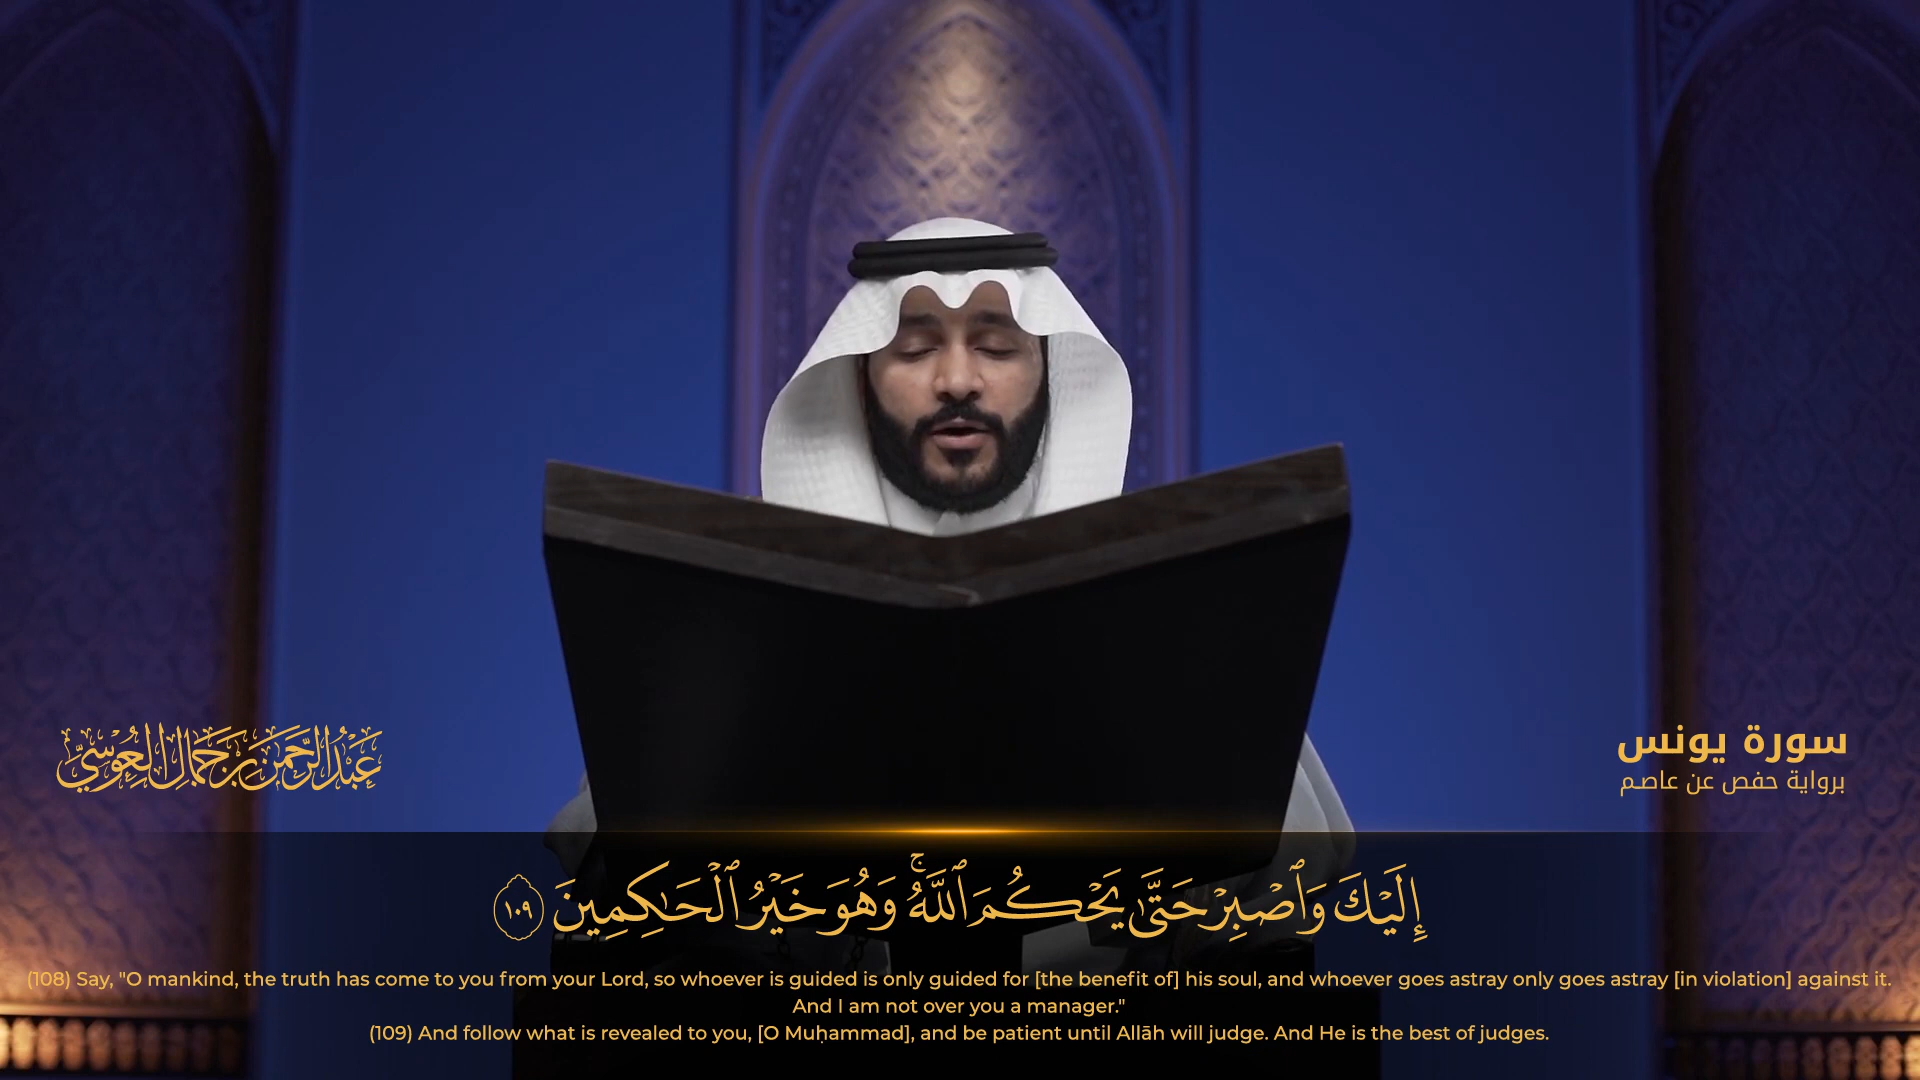 عَبْدُ الرَّحْمَن بن جَمَال العُوسِيّ
سورة يونس
برواية حفص عن عاصم
إِلَيْكَ وَٱصْبِرْ حَتَّىٰ يَحْكُمَ ٱللَّهُ ۚ وَهُوَ خَيْرُ ٱلْحَـٰكِمِينَ ١٠٩
(108) Say, "O mankind, the truth has come to you from your Lord, so whoever is guided is only guided for [the benefit of] his soul, and whoever goes astray only goes astray [in violation] against it.
And I am not over you a manager."
(109) And follow what is revealed to you, [O Muḥammad], and be patient until Allāh will judge. And He is the best of judges.